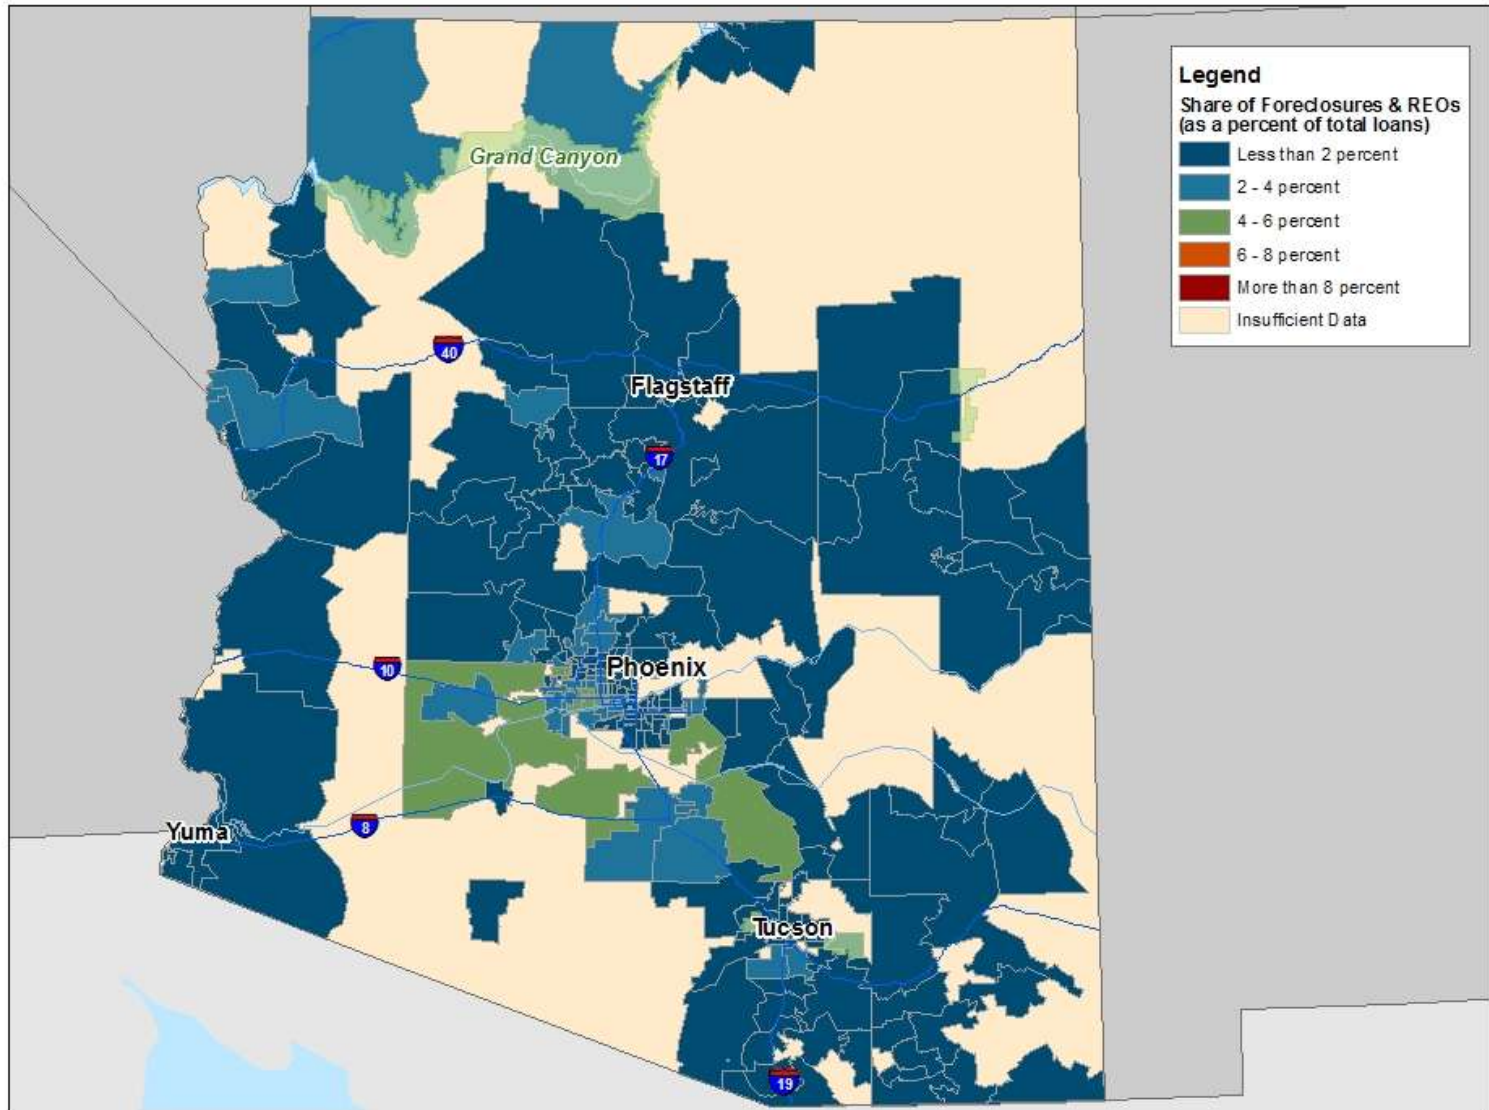 Legend
Share of Foreclosures & REOs
(as a percent of total loans)
Less than 2 percent
2 - 4 percent
4 - 6 percent
6 - 8 percent
More than 8 percent
Insufficient Data
Grand Canyon
40
Flagstaff
17
10
Phoenix
Yuma
8
Tucson
19